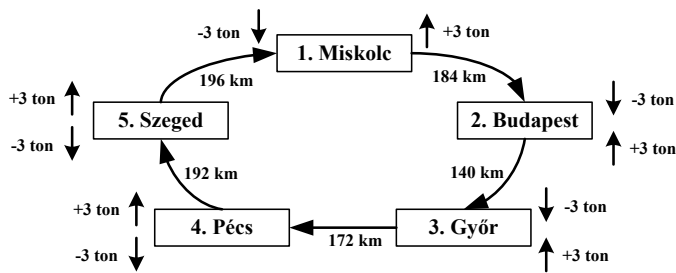 -3 ton
1. Miskolc
+3 ton
196 km
184 km
+3 ton
5. Szeged
-3 ton
2. Budapest
-3 ton
+3 ton
192 km
140 km
+3 ton
4. Pécs
-3 ton
172 km
3. Győr
-3 ton
+3 ton